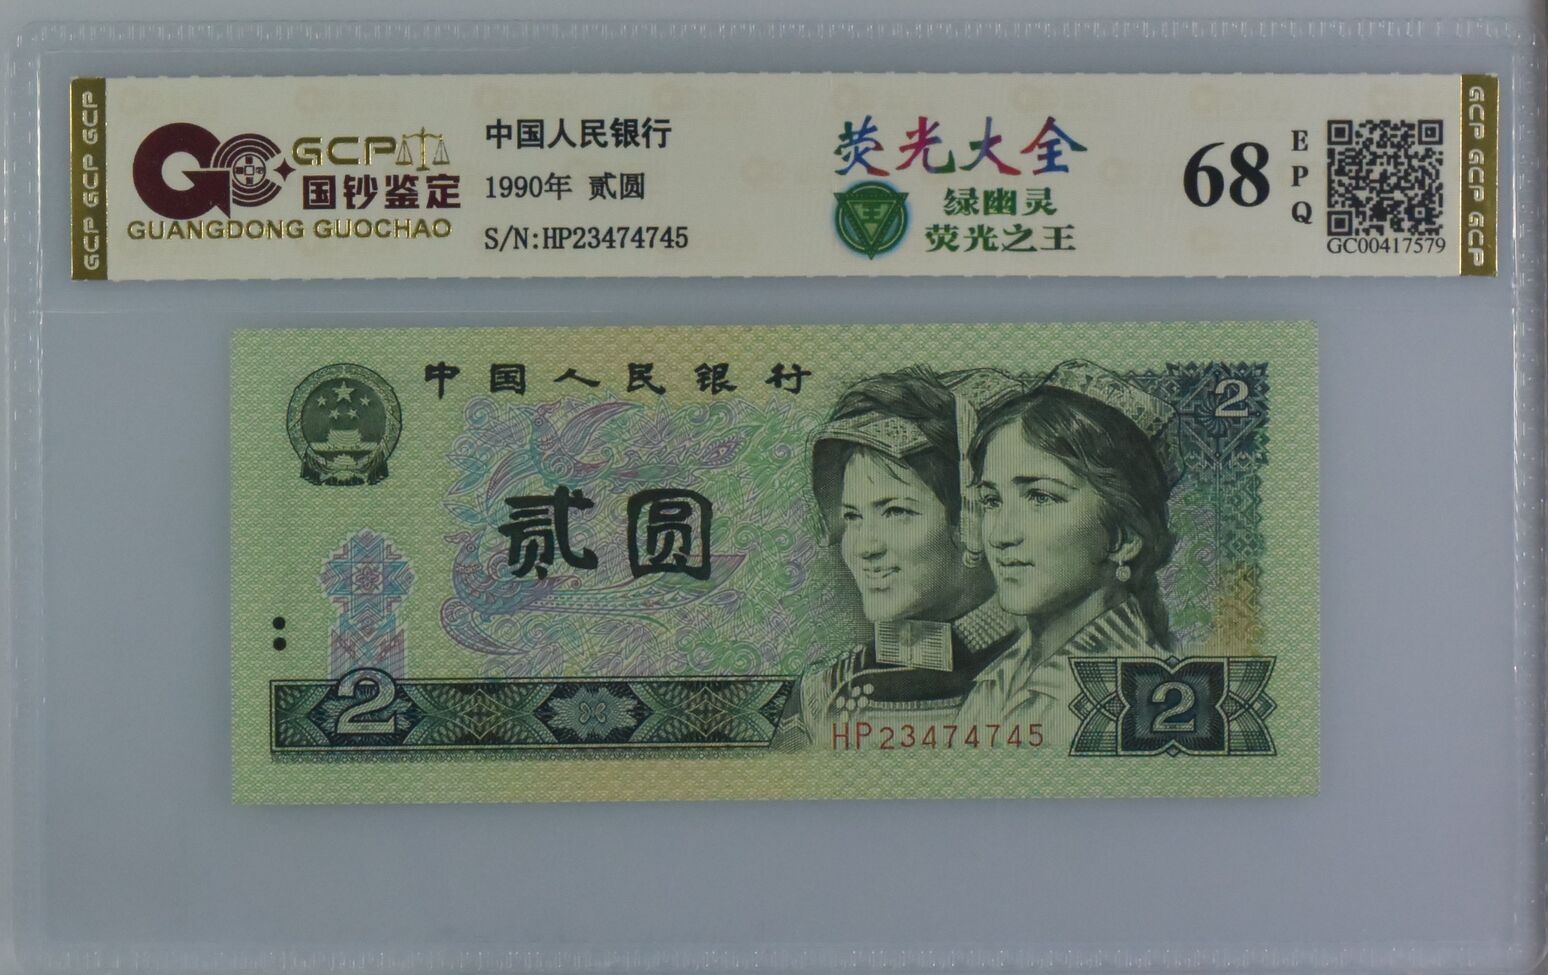 GCP
国钞鉴定
GUANGDONG GUOCHAO
中国人民银行
1990年 贰圆
S/N:HP23474745
荧光大全
王
绿幽灵
荧光之王
68
EPQ
GC00417579
GCP GCP GCP
GCP GCP GCP
中国人民银行
2
贰圆
2
HP23474745
2